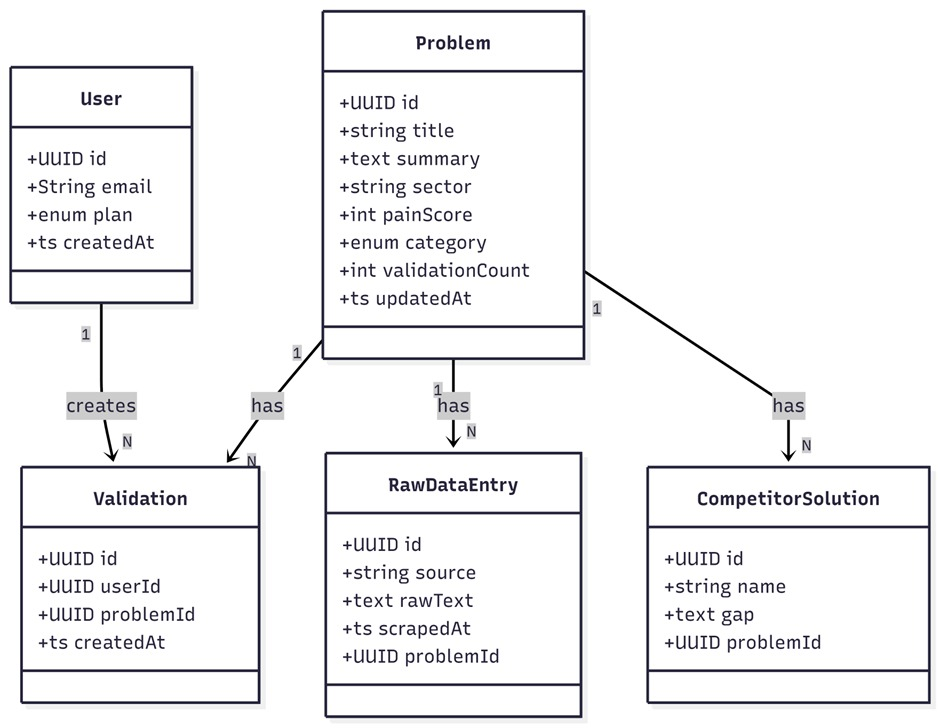 Problem
+UUID id
+string title
+text summary
+string sector
+int painScore
+enum category
+int validationCount
+ts updatedAt
User
+UUID id
+String email
+enum plan
+ts createdAt
1
creates
N
1
has
N
1
has
N
1
has
N
Validation
+UUID id
+UUID userId
+UUID problemId
+ts createdAt
RawDataEntry
+UUID id
+string source
+text rawText
+ts scrapedAt
+UUID problemId
CompetitorSolution
+UUID id
+string name
+text gap
+UUID problemId